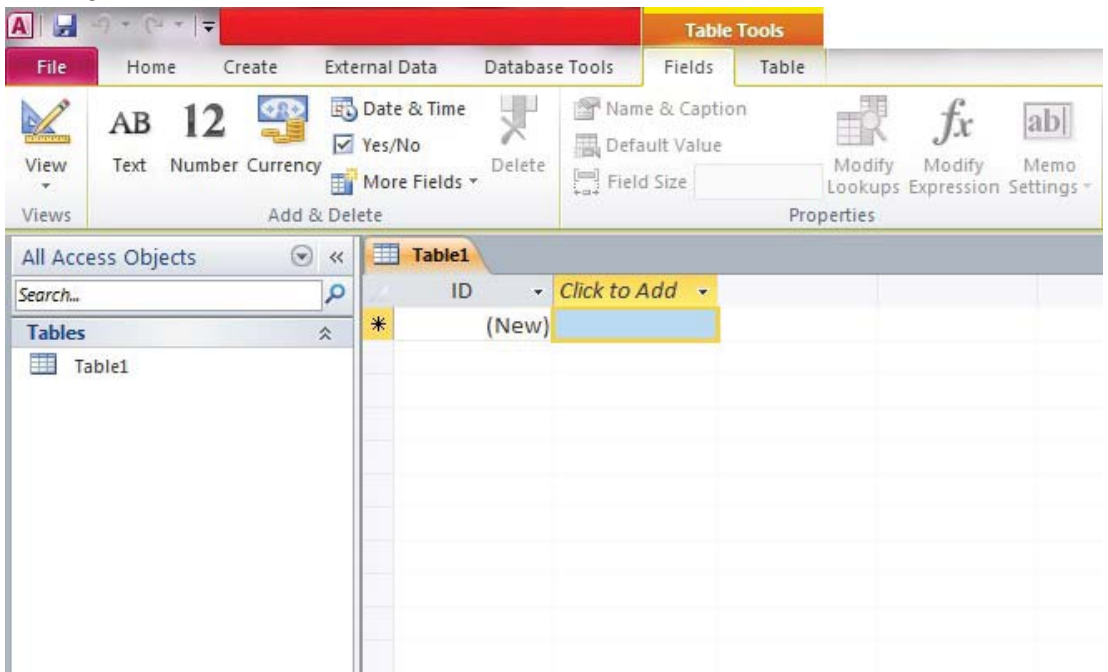 A
Table Tools
File Home Create External Data Database Tools Fields Table
AB 12 Date & Time Name & Caption fx ab|
Yes/No Default Value
View Text Number Currency More Fields Delete Field Size Modify Lookups Modify Expression Memo Settings
Views Add & Delete Properties
All Access Objects Table1
Search... ID Click to Add
Tables * (New)
Table1